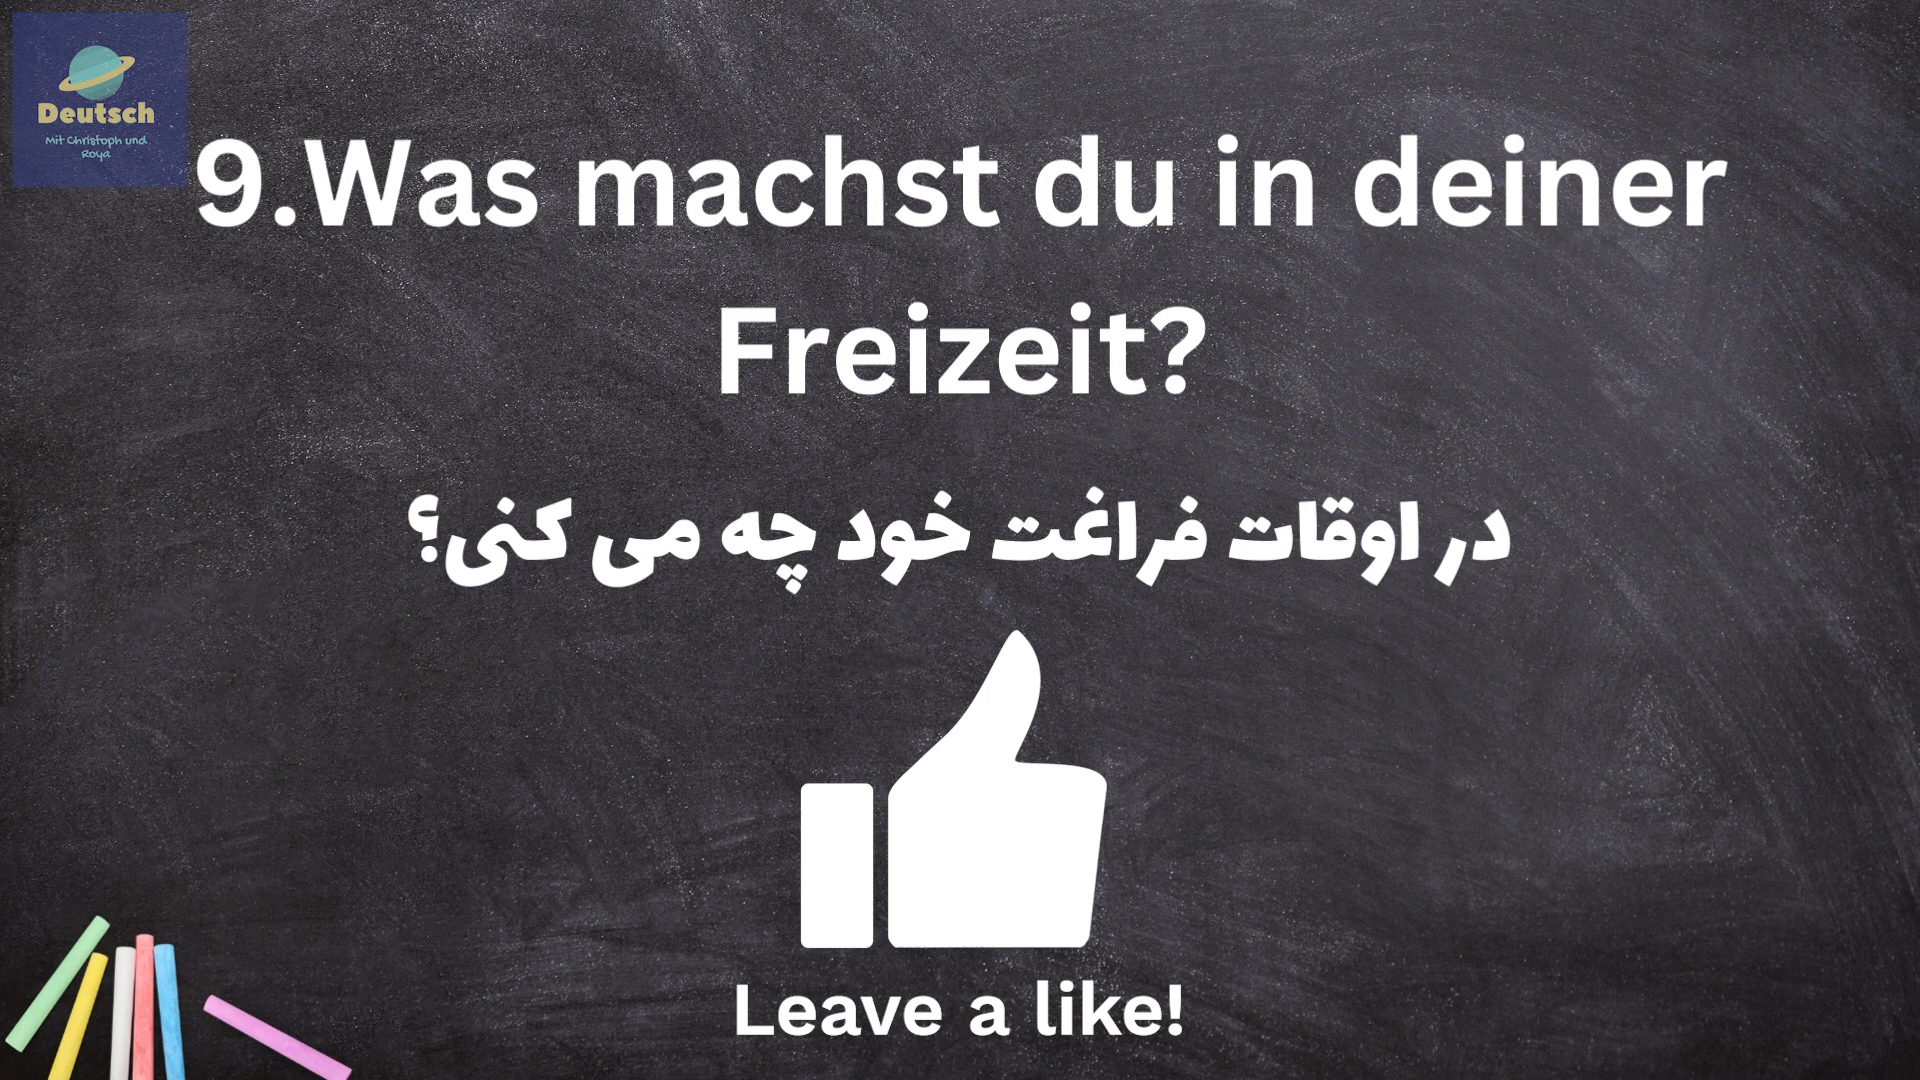 Deutsch
Mit Christoph und
Roya
9.Was machst du in deiner
Freizeit?
در اوقات فراغت خود چه می کنی؟
Leave a like!